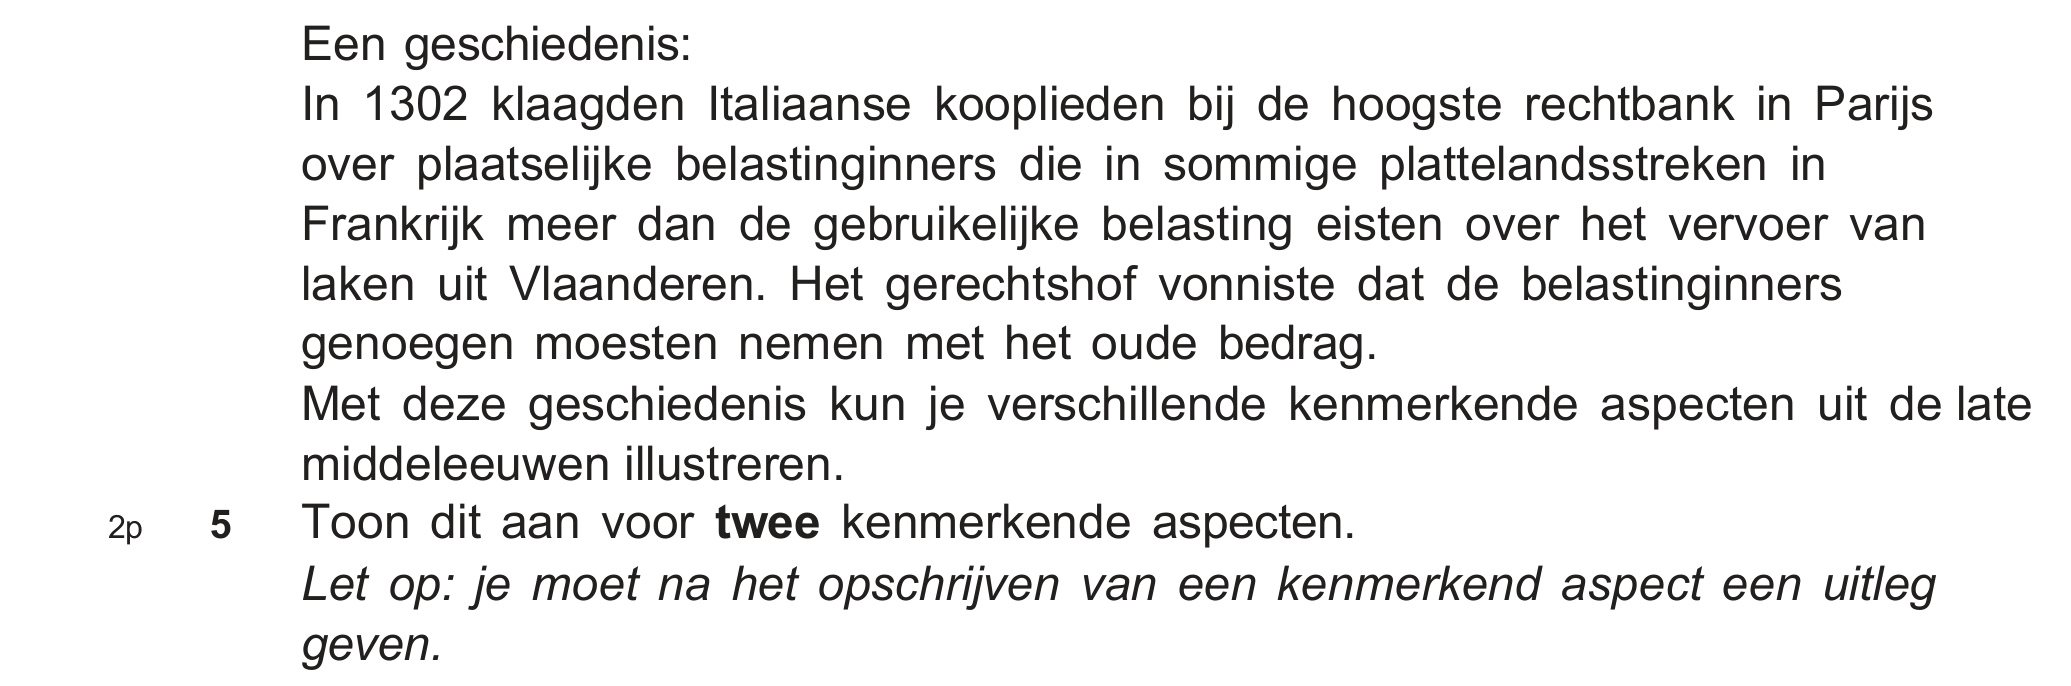 Een geschiedenis:
In 1302 klaagden Italiaanse kooplieden bij de hoogste rechtbank in Parijs
over plaatselijke belastinginners die in sommige plattelandsstreken in
Frankrijk meer dan de gebruikelijke belasting eisten over het vervoer van
laken uit Vlaanderen. Het gerechtshof vonniste dat de belastinginners
genoegen moesten nemen met het oude bedrag.
Met deze geschiedenis kun je verschillende kenmerkende aspecten uit de late
middeleeuwen illustreren.
2p 5 Toon dit aan voor twee kenmerkende aspecten.
Let op: je moet na het opschrijven van een kenmerkend aspect een uitleg
geven.